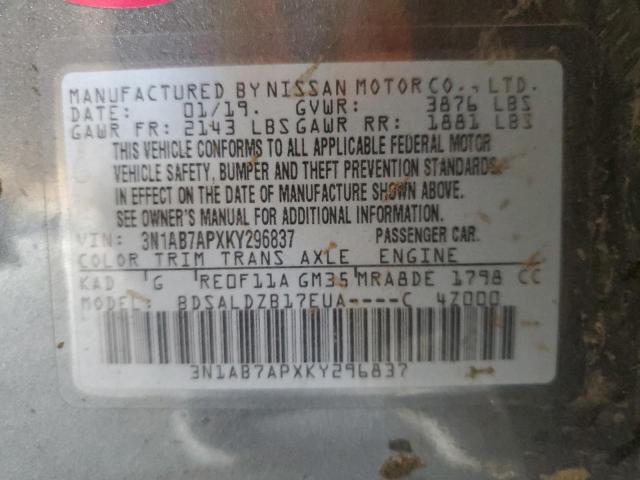 MANUFACTURED BY NISSAN MOTOR CO., LTD.
DATE: 01/19. GVWR: 3876 LBS
GAWR FR: 2143 LBS GAWR RR: 1881 LBS
THIS VEHICLE CONFORMS TO ALL APPLICABLE FEDERAL MOTOR
VEHICLE SAFETY, BUMPER AND THEFT PREVENTION STANDARDS
IN EFFECT ON THE DATE OF MANUFACTURE SHOWN ABOVE.
SEE OWNER'S MANUAL FOR ADDITIONAL INFORMATION.
VIN: 3N1AB7APXKY296837 PASSENGER CAR.
COLOR TRIM TRANS AXLE ENGINE
KAD G RE0F11A GM35 MRA8DE 1798 CC
MODEL: BDSALDZB17EUA----C 4Z000
3N1AB7APXKY296837